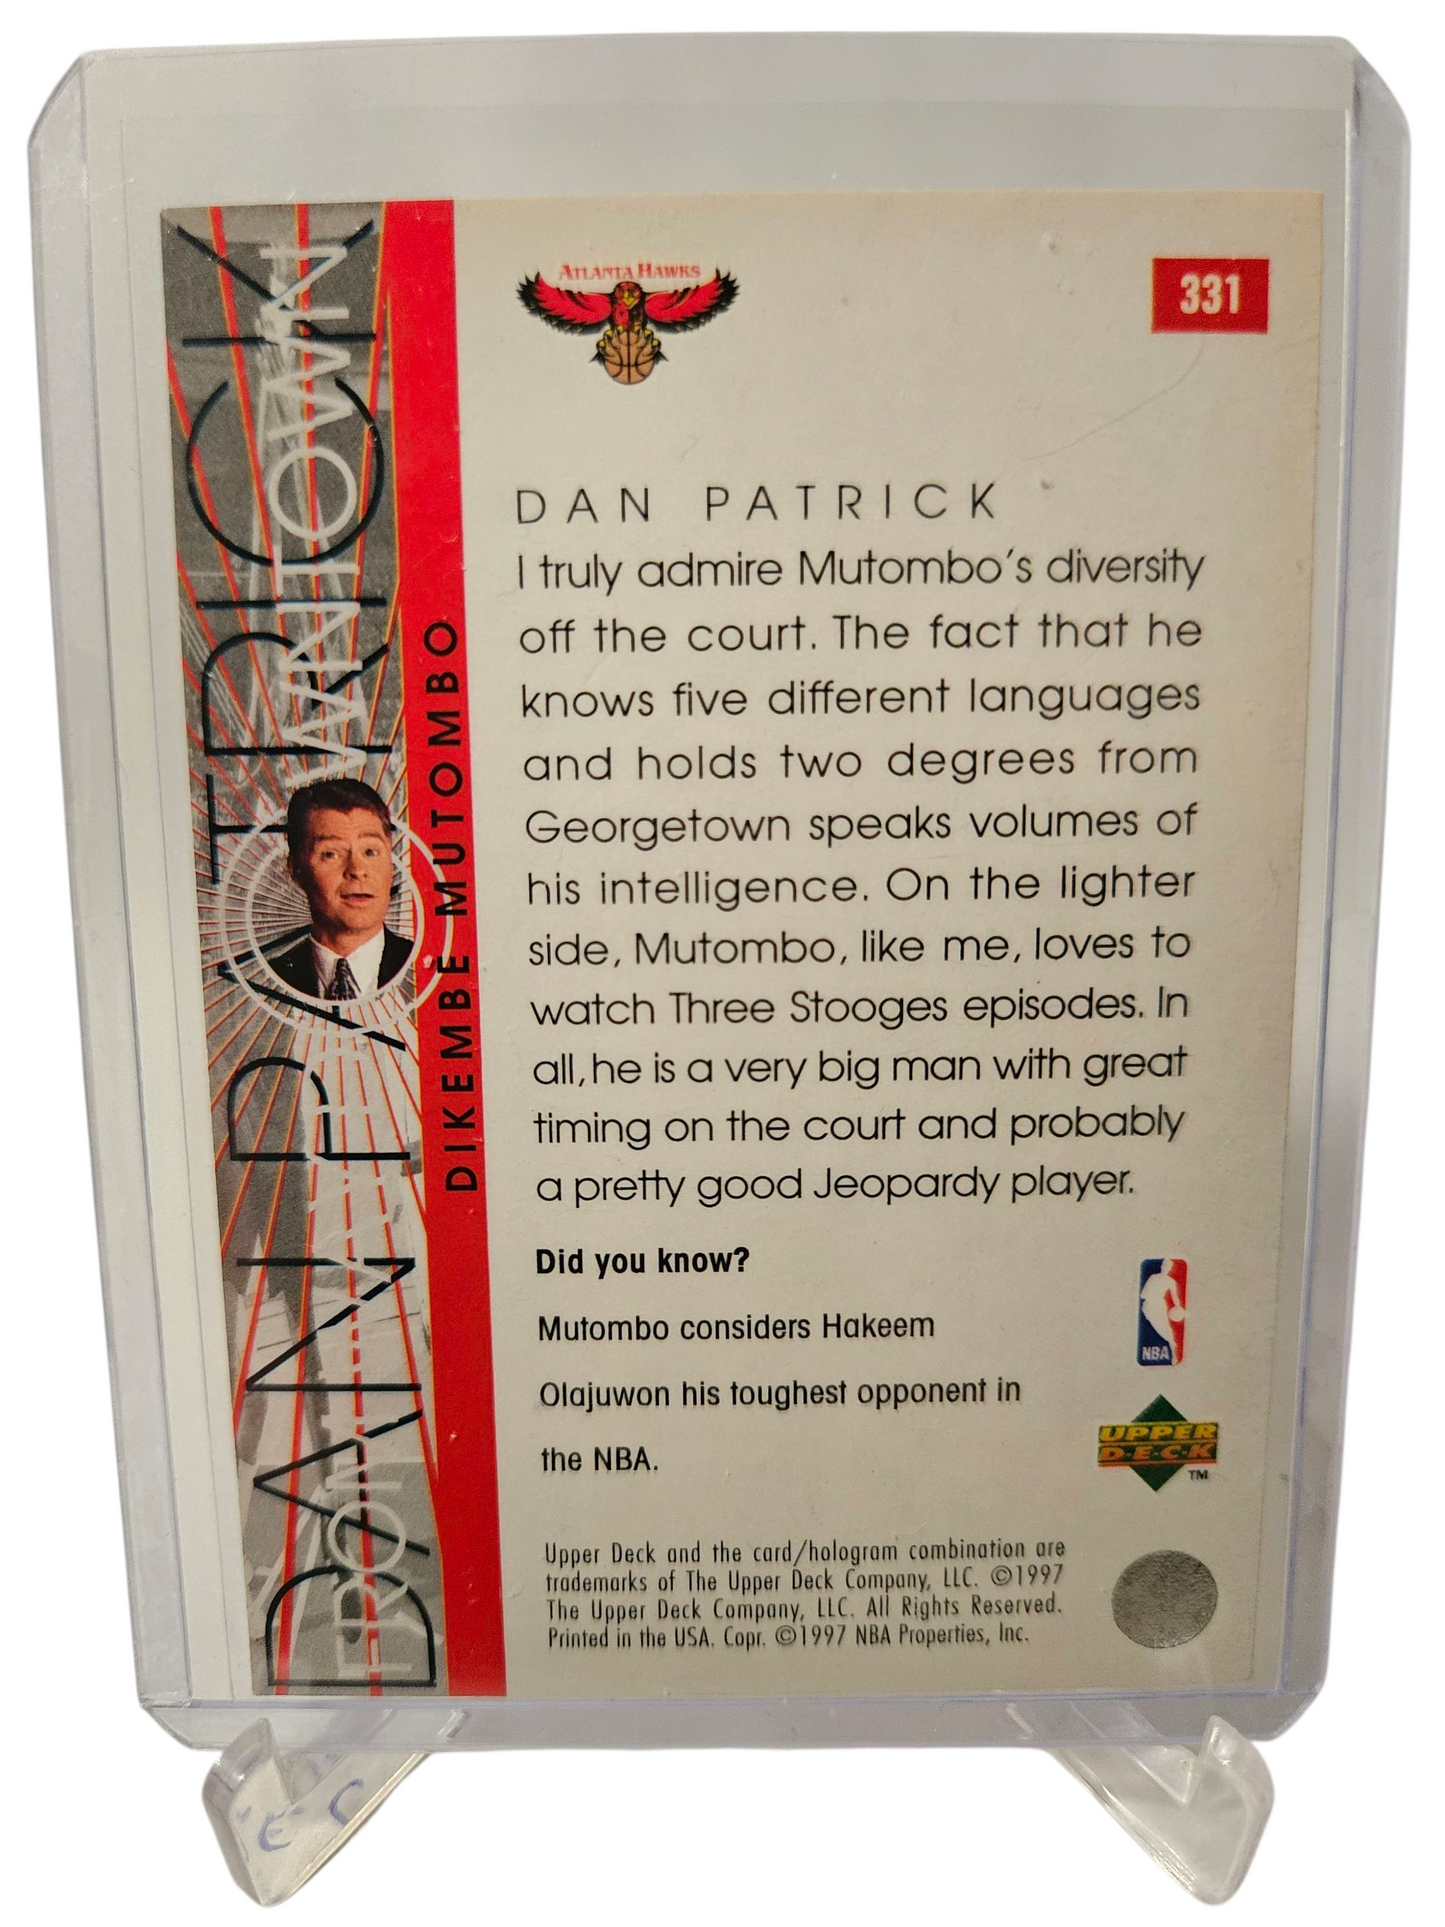 DAN PATRICK
FROM DOWNTOWN
DIKEMBE MUTOMBO
ATLANTA HAWKS
331
DAN PATRICK
I truly admire Mutombo's diversity
off the court. The fact that he
knows five different languages
and holds two degrees from
Georgetown speaks volumes of
his intelligence. On the lighter
side, Mutombo, like me, loves to
watch Three Stooges episodes. In
all, he is a very big man with great
timing on the court and probably
a pretty good Jeopardy player.
Did you know?
Mutombo considers Hakeem
Olajuwon his toughest opponent in
the NBA.
NBA
UPPER
D•E•C•K
TM
Upper Deck and the card/hologram combination are
trademarks of The Upper Deck Company, LLC. ©1997
The Upper Deck Company, LLC. All Rights Reserved.
Printed in the USA. Copr. ©1997 NBA Properties, Inc.